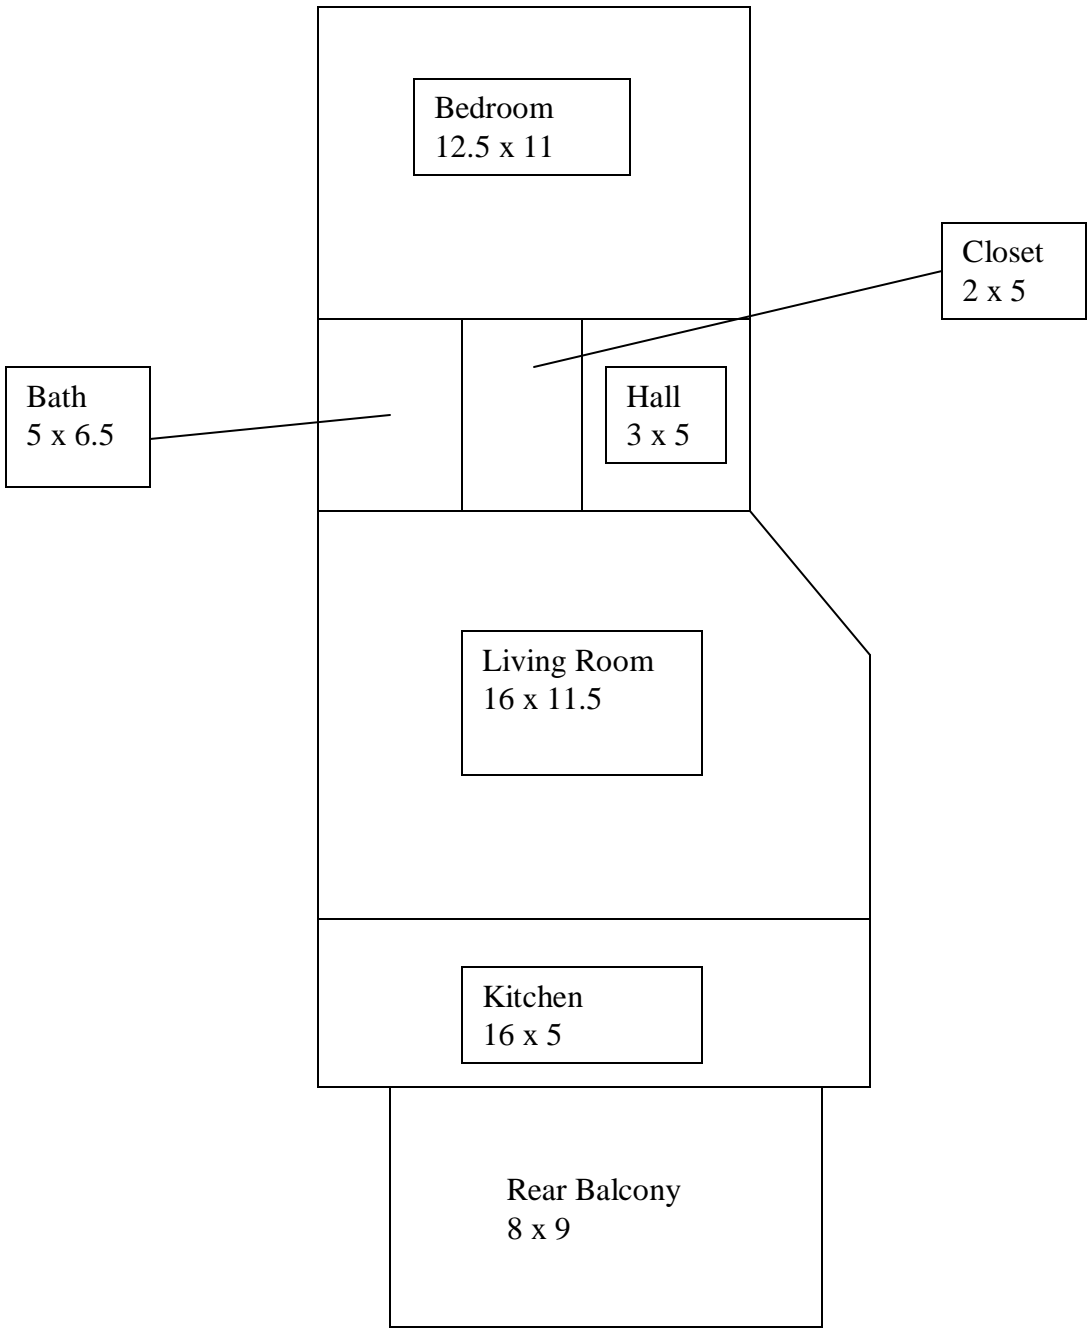 Bedroom
12.5 x 11
Closet
2 x 5
Bath
5 x 6.5
Hall
3 x 5
Living Room
16 x 11.5
Kitchen
16 x 5
Rear Balcony
8 x 9